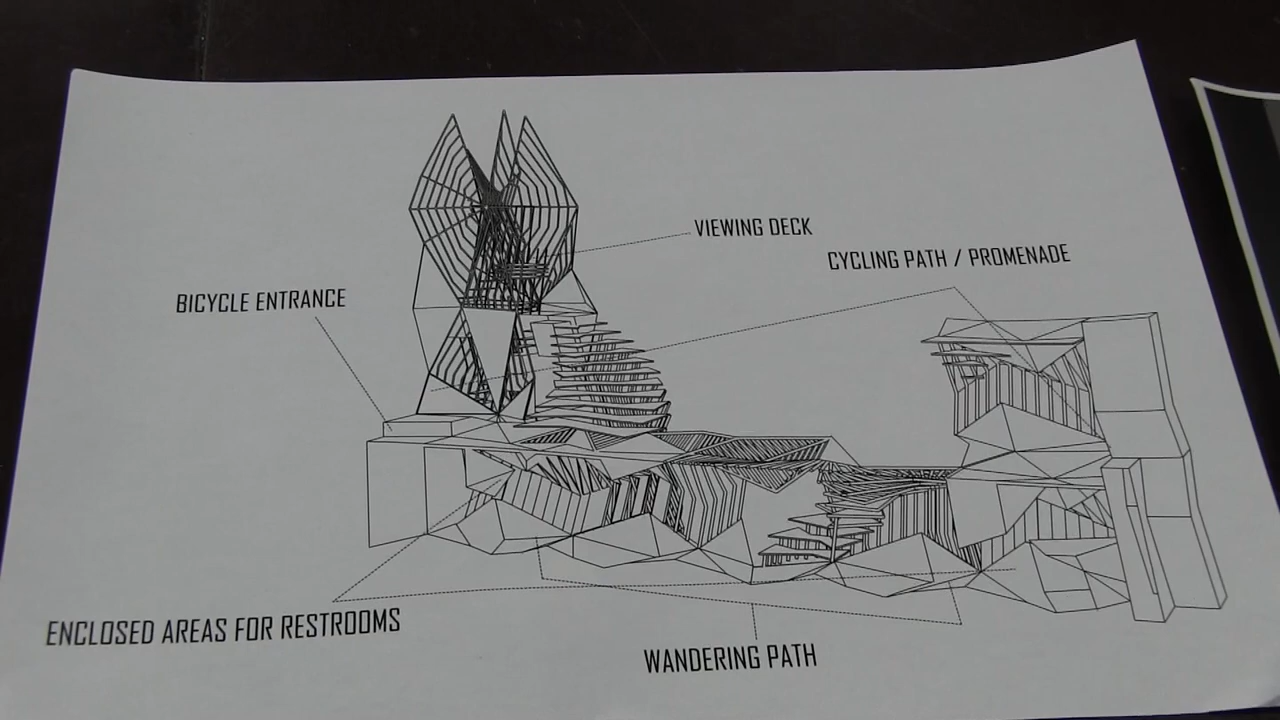 VIEWING DECK
CYCLING PATH / PROMENADE
BICYCLE ENTRANCE
ENCLOSED AREAS FOR RESTROOMS
WANDERING PATH